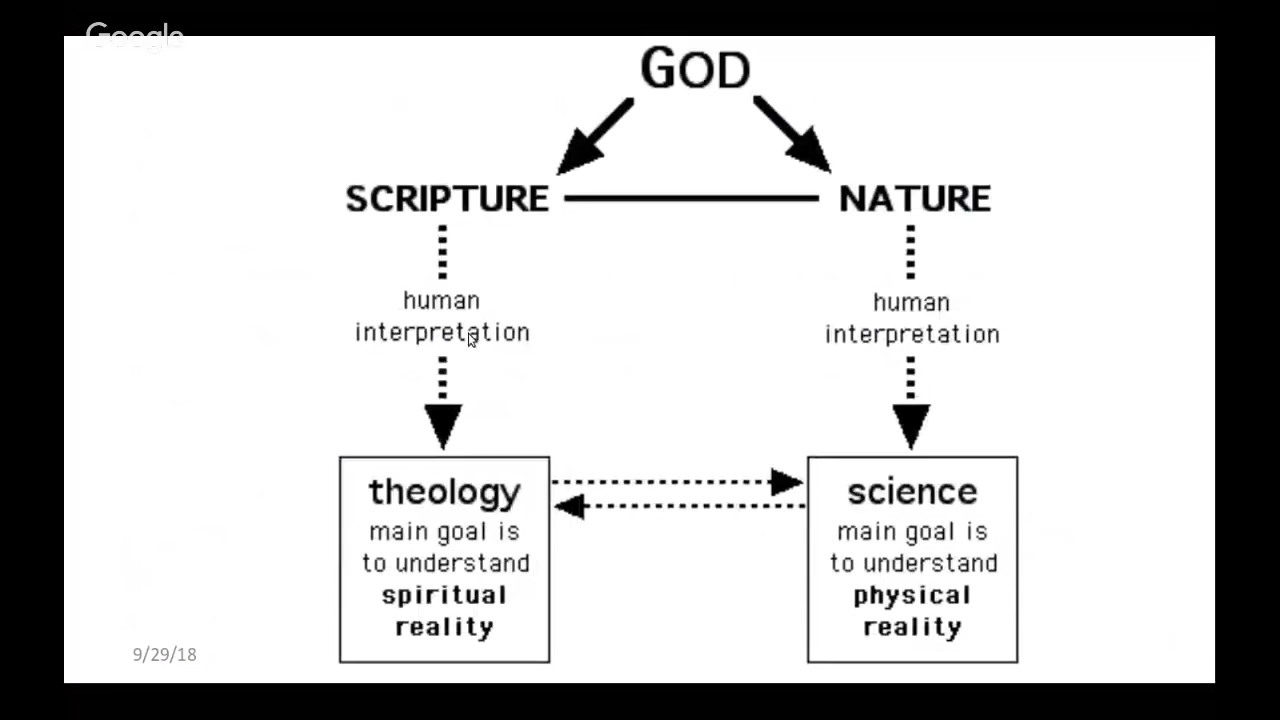 Google
GOD
SCRIPTURE NATURE
human
interpretation
human
interpretation
theology
main goal is
to understand
spiritual
reality
science
main goal is
to understand
physical
reality
9/29/18